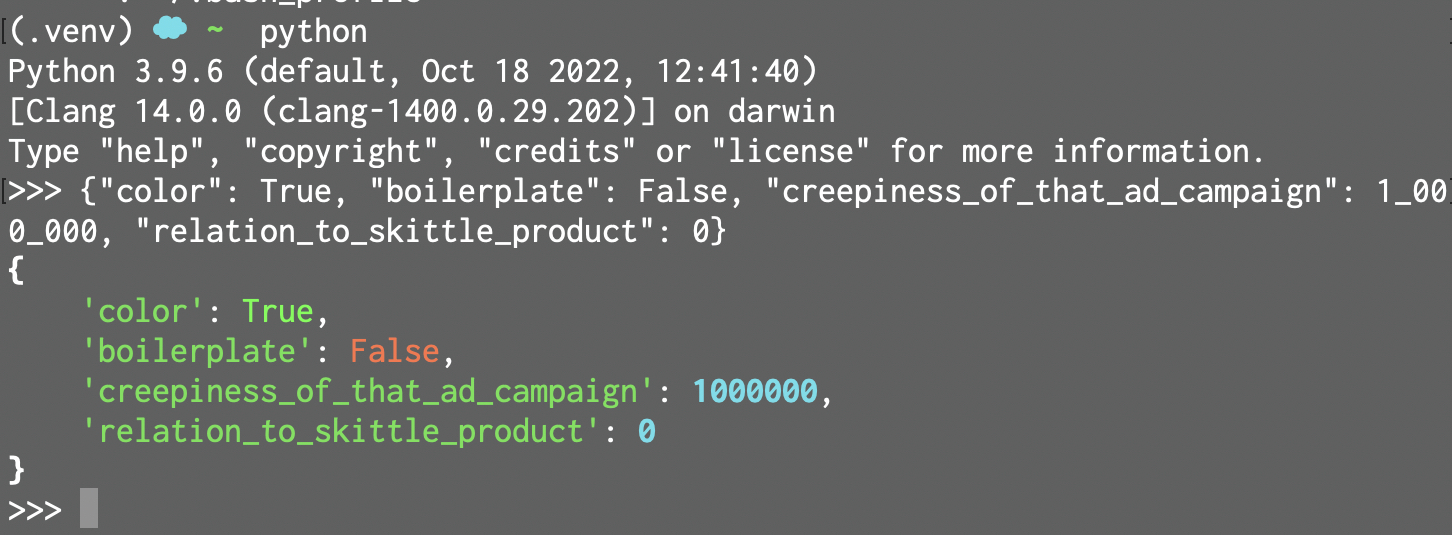 (.venv) ~ python
Python 3.9.6 (default, Oct 18 2022, 12:41:40)
[Clang 14.0.0 (clang-1400.0.29.202)] on darwin
Type "help", "copyright", "credits" or "license" for more information.
>>> {"color": True, "boilerplate": False, "creepiness_of_that_ad_campaign": 1_00
0_000, "relation_to_skittle_product": 0}
{
    'color': True,
    'boilerplate': False,
    'creepiness_of_that_ad_campaign': 1000000,
    'relation_to_skittle_product': 0
}
>>>